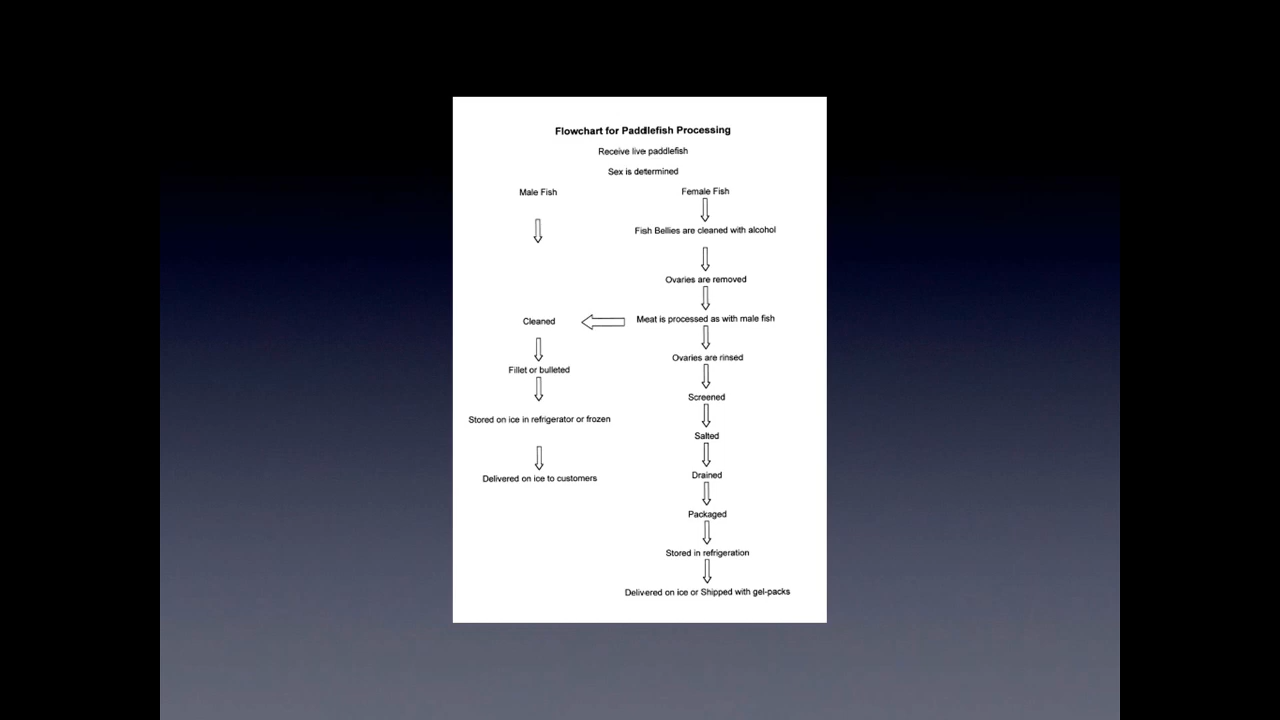 Flowchart for Paddlefish Processing
Receive live paddlefish
Sex is determined
Male Fish
Female Fish
Fish Bellies are cleaned with alcohol
Ovaries are removed
Cleaned
Meat is processed as with male fish
Ovaries are rinsed
Fillet or bulleted
Screened
Stored on ice in refrigerator or frozen
Salted
Drained
Delivered on ice to customers
Packaged
Stored in refrigeration
Delivered on ice or Shipped with gel-packs